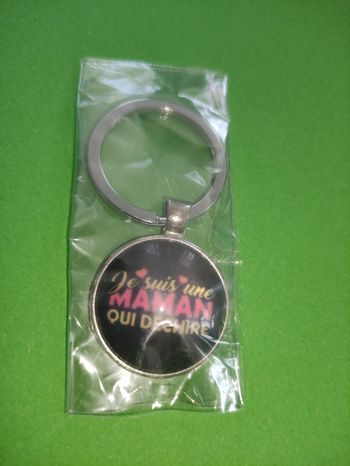 Je suis une
MAMAN
QUI DÉCHIRE